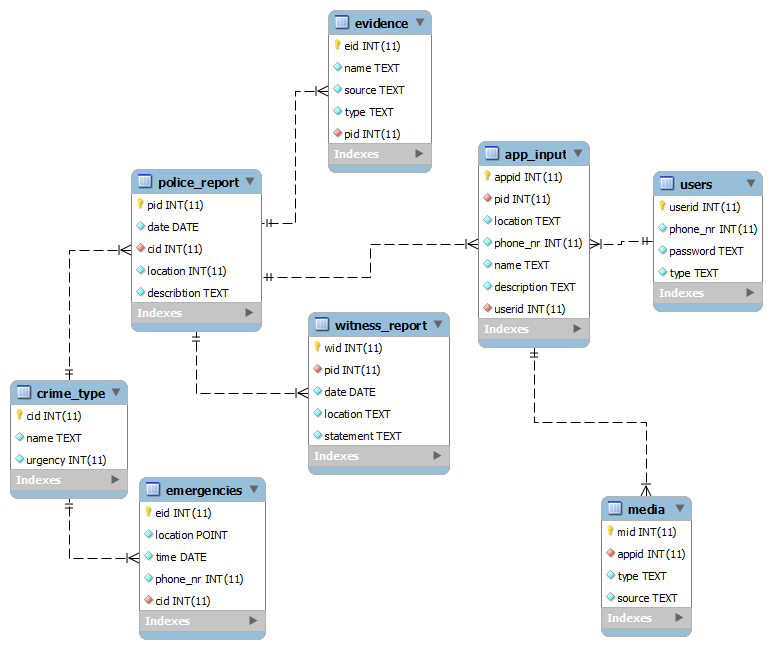 evidence
eid INT(11)
name TEXT
source TEXT
type TEXT
pid INT(11)
Indexes
police_report
pid INT(11)
date DATE
cid INT(11)
location INT(11)
describtion TEXT
Indexes
app_input
appid INT(11)
pid INT(11)
location TEXT
phone_nr INT(11)
name TEXT
description TEXT
userid INT(11)
Indexes
users
userid INT(11)
phone_nr INT(11)
password TEXT
type TEXT
Indexes
witness_report
wid INT(11)
pid INT(11)
date DATE
location TEXT
statement TEXT
Indexes
crime_type
cid INT(11)
name TEXT
urgency INT(11)
Indexes
emergencies
eid INT(11)
location POINT
time DATE
phone_nr INT(11)
cid INT(11)
Indexes
media
mid INT(11)
appid INT(11)
type TEXT
source TEXT
Indexes